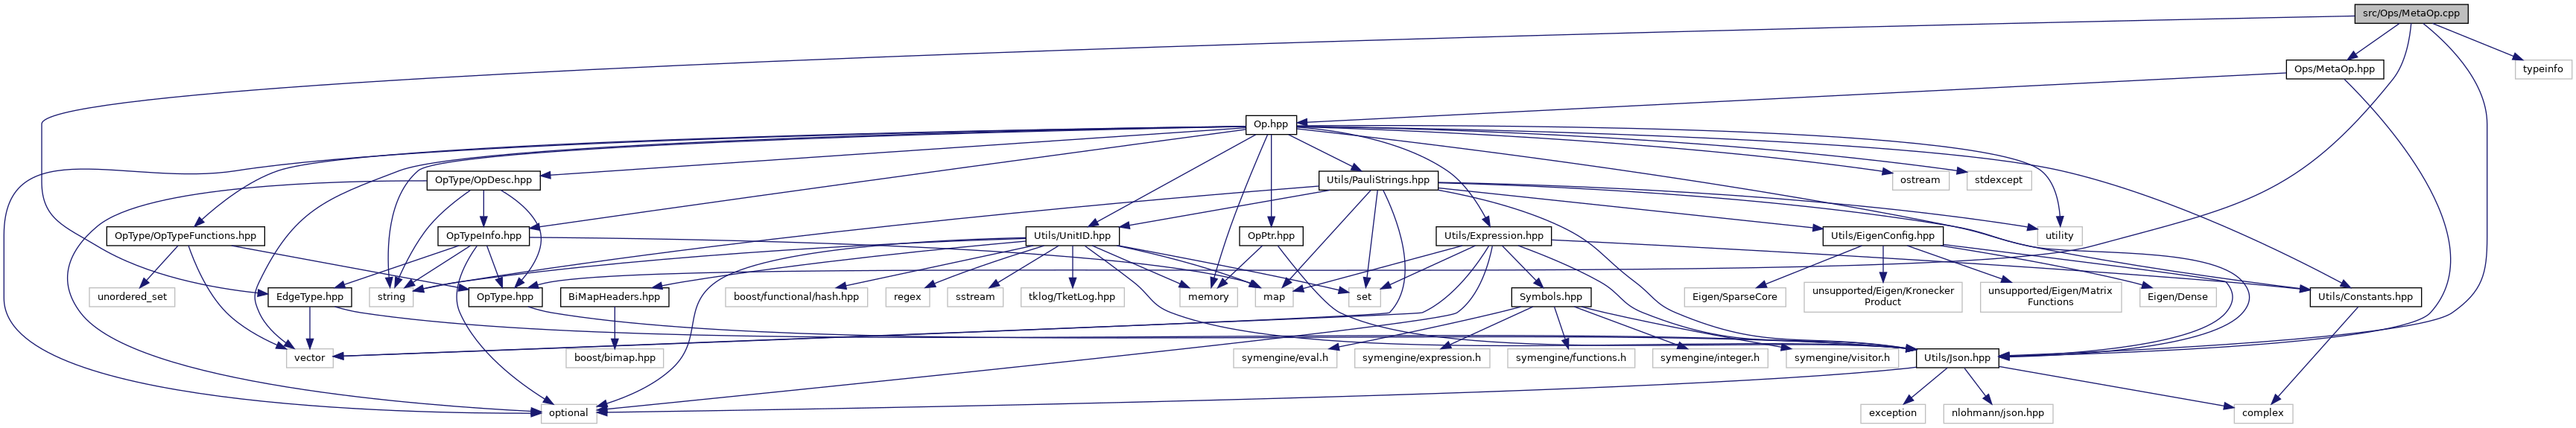 src/Ops/MetaOp.cpp
Ops/MetaOp.hpp
typeinfo
Op.hpp
OpType/OpDesc.hpp
Utils/PauliStrings.hpp
ostream
stdexcept
OpType/OpTypeFunctions.hpp
OpTypeInfo.hpp
Utils/UnitID.hpp
OpPtr.hpp
Utils/Expression.hpp
Utils/EigenConfig.hpp
utility
unordered_set
EdgeType.hpp
string
OpType.hpp
BiMapHeaders.hpp
boost/functional/hash.hpp
regex
sstream
tklog/TketLog.hpp
memory
map
set
Symbols.hpp
Eigen/SparseCore
unsupported/Eigen/Kronecker
Product
unsupported/Eigen/Matrix
Functions
Eigen/Dense
Utils/Constants.hpp
vector
boost/bimap.hpp
symengine/eval.h
symengine/expression.h
symengine/functions.h
symengine/integer.h
symengine/visitor.h
Utils/Json.hpp
optional
exception
nlohmann/json.hpp
complex